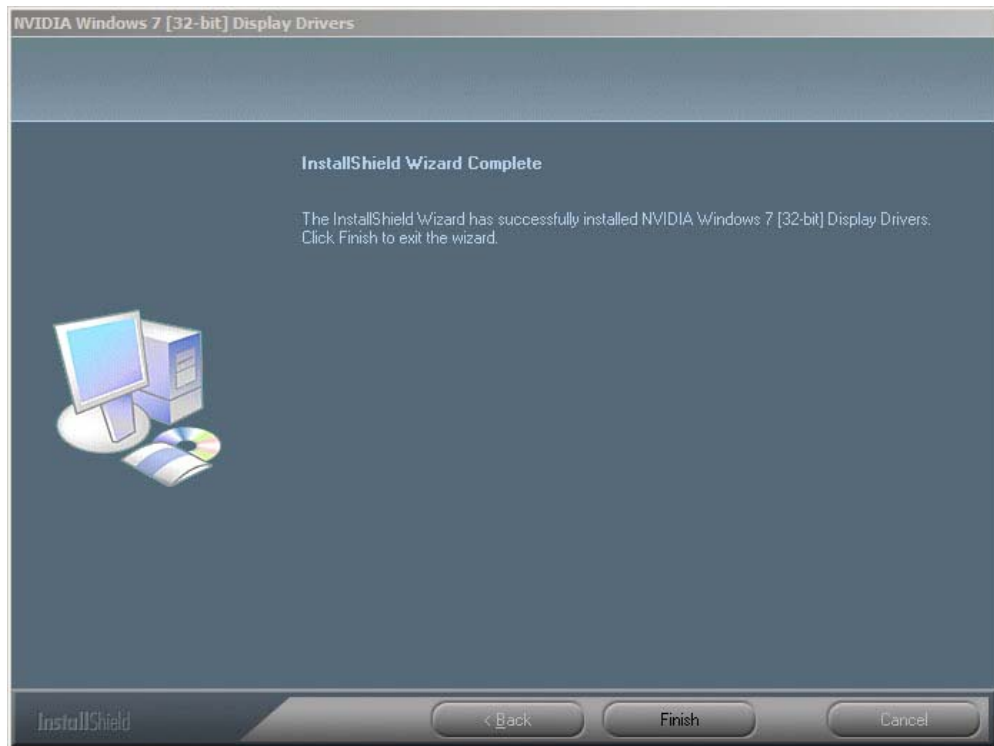 NVIDIA Windows 7 [32-bit] Display Drivers
InstallShield Wizard Complete
The InstallShield Wizard has successfully installed NVIDIA Windows 7 [32-bit] Display Drivers.
Click Finish to exit the wizard.
InstallShield
< Back
Finish
Cancel